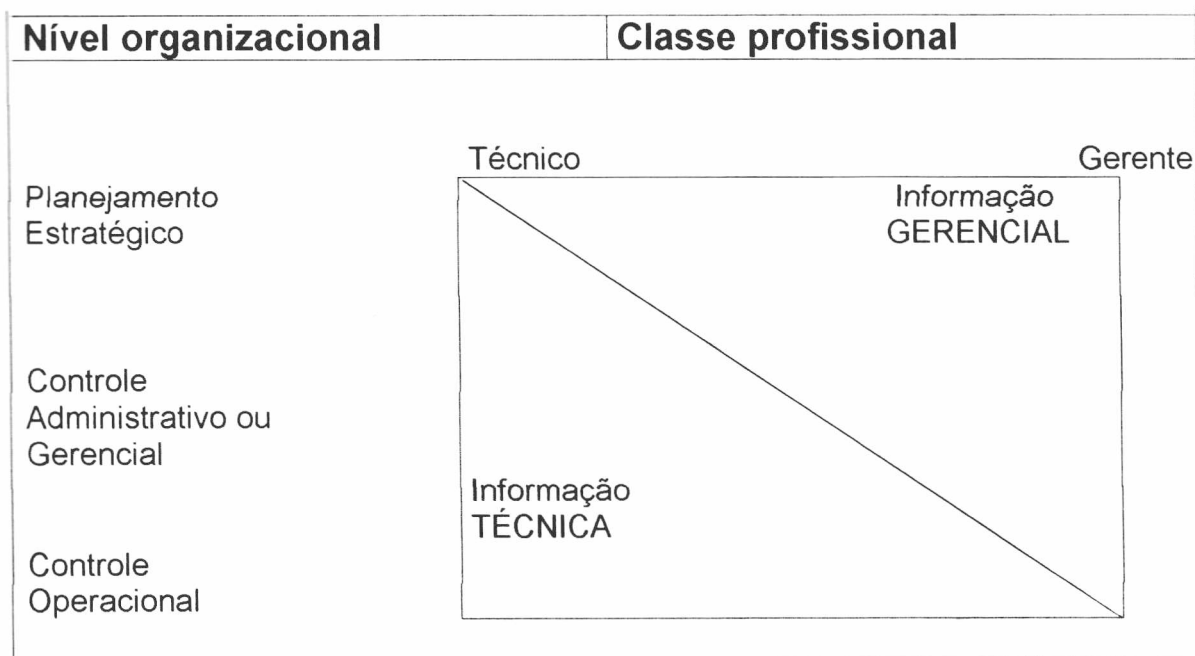 Nível organizacional
Classe profissional
Técnico
Gerente
Planejamento
Estratégico
Informação
GERENCIAL
Controle
Administrativo ou
Gerencial
Informação
TÉCNICA
Controle
Operacional